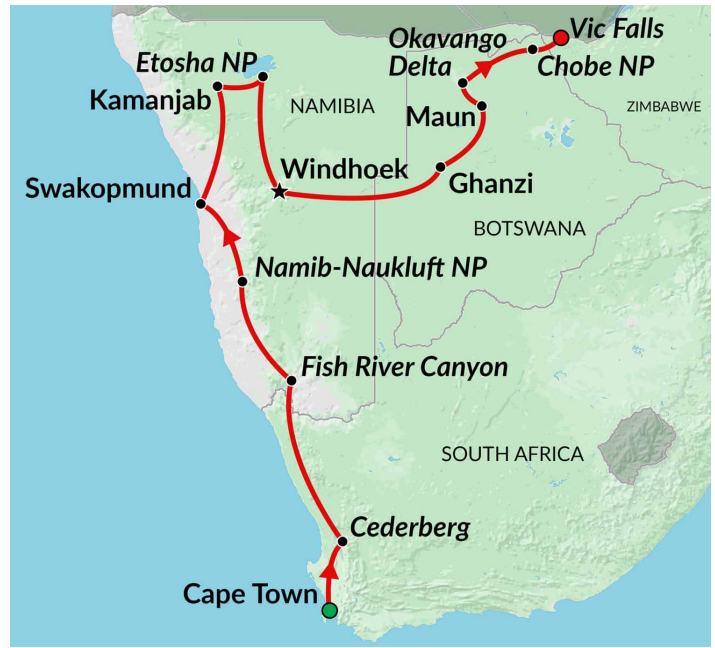 Vic Falls
Okavango
Delta
Chobe NP
Etosha NP
Kamanjab
NAMIBIA
ZIMBABWE
Maun
Windhoek
Ghanzi
Swakopmund
BOTSWANA
Namib-Naukluft NP
Fish River Canyon
SOUTH AFRICA
Cederberg
Cape Town